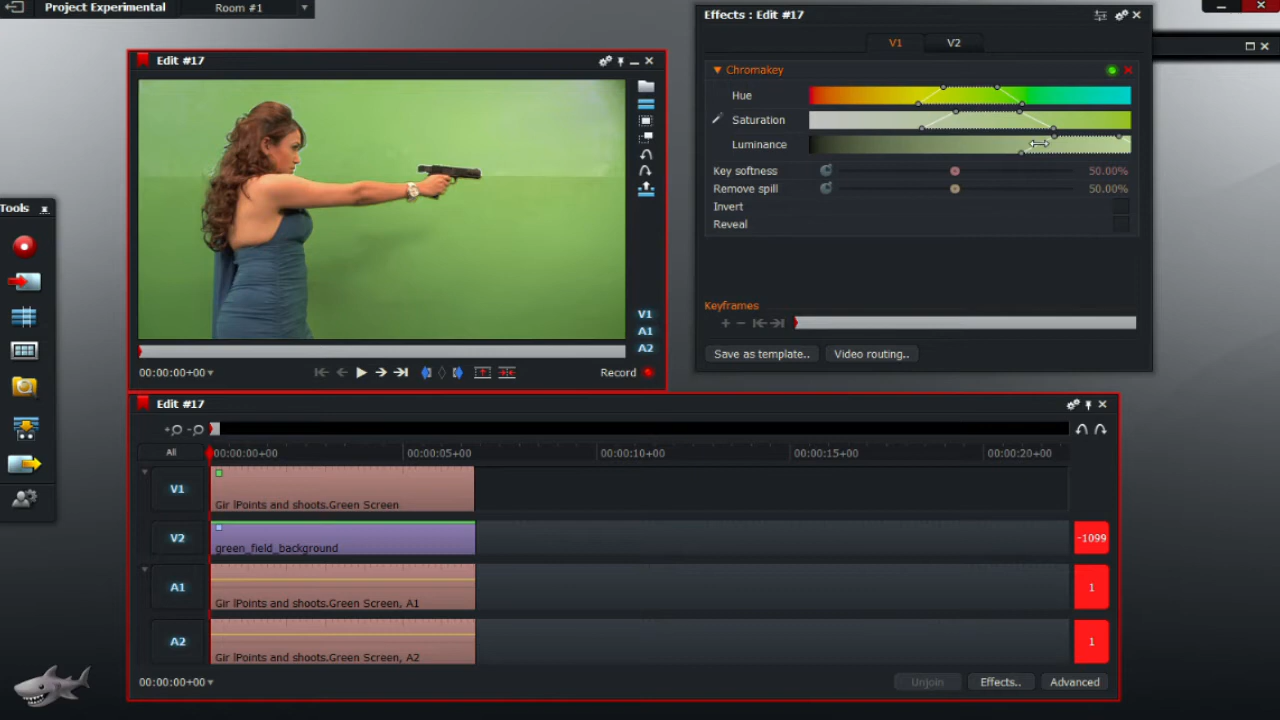 Project Experimental
Room #1
Effects : Edit #17
V1
V2
Edit #17
Chromakey
Hue
Saturation
Luminance
Key softness
50.00%
Remove spill
50.00%
Invert
Reveal
Keyframes
Save as template..
Video routing..
V1
A1
A2
00:00:00+00
Record
Tools
Edit #17
All
00:00:00+00
00:00:05+00
00:00:10+00
00:00:15+00
00:00:20+00
V1
Gir lPoints and shoots.Green Screen
V2
green_field_background
-1099
A1
Gir lPoints and shoots.Green Screen, A1
1
A2
Gir lPoints and shoots.Green Screen, A2
1
00:00:00+00
Unjoin
Effects..
Advanced